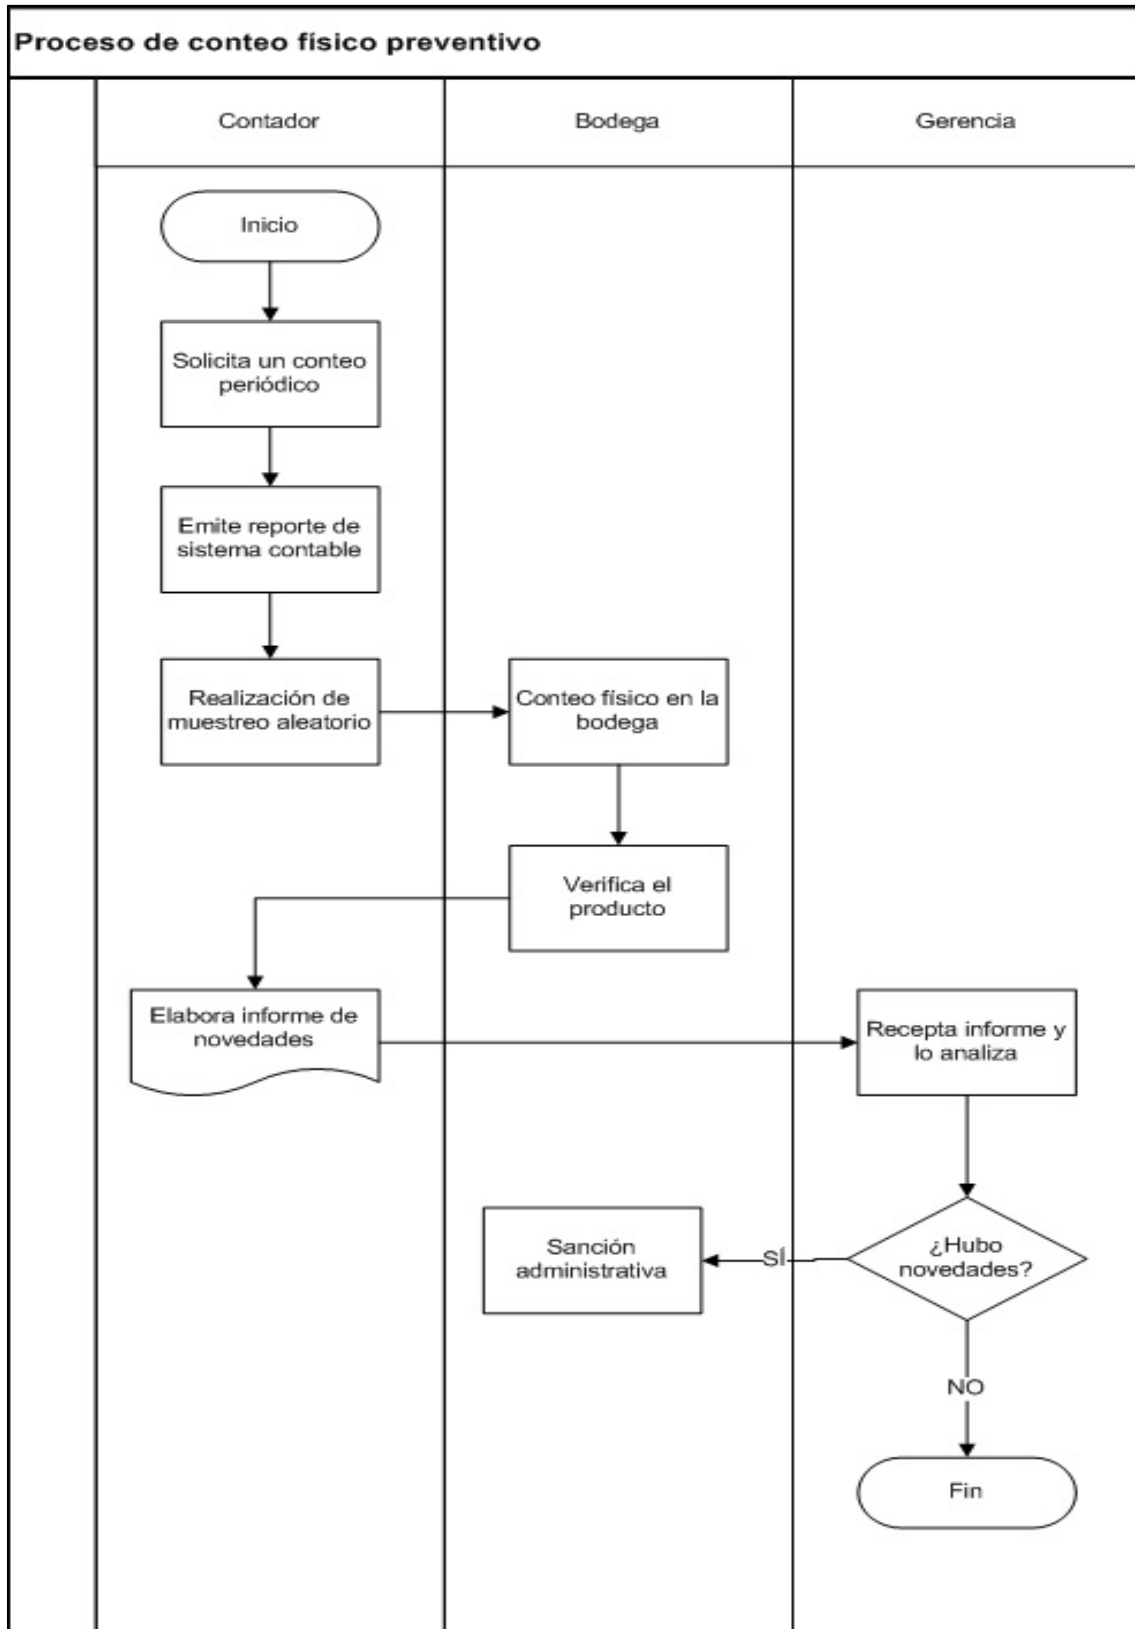 Proceso de conteo físico preventivo
Contador
Bodega
Gerencia
Inicio
Solicita un conteo
periódico
Emite reporte de
sistema contable
Realización de
muestreo aleatorio
Conteo físico en la
bodega
Verifica el
producto
Elabora informe de
novedades
Recepta informe y
lo analiza
¿Hubo
novedades?
SÍ
Sanción
administrativa
NO
Fin